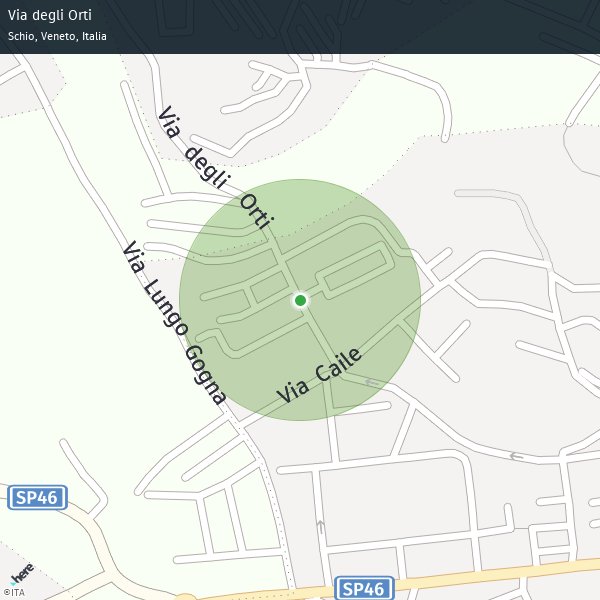 Via degli Orti
Schio, Veneto, Italia
Via degli Orti
Via Lungo Gogna
Via Caile
SP46
SP46
here
©ITA